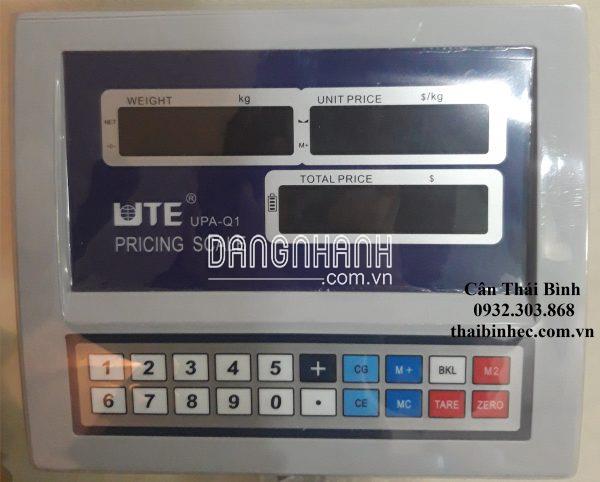 WEIGHT kg UNIT PRICE $/kg
NET
M+
TOTAL PRICE $
UTE ® UPA-Q1
PRICING
DANGNHANH
.com.vn
Cân Thái Bình
0932.303.868
thaibinhec.com.vn
1 2 3 4 5 + CG M+ BKL M2
6 7 8 9 0 . CE MC TARE ZERO